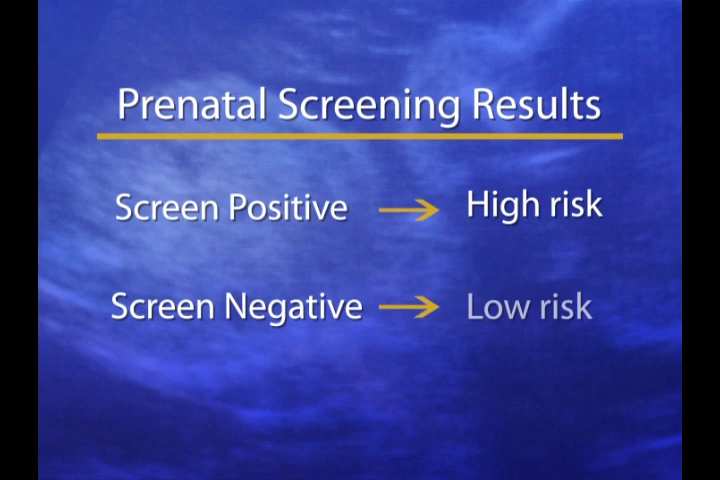 Prenatal Screening Results
Screen Positive → High risk
Screen Negative → Low risk